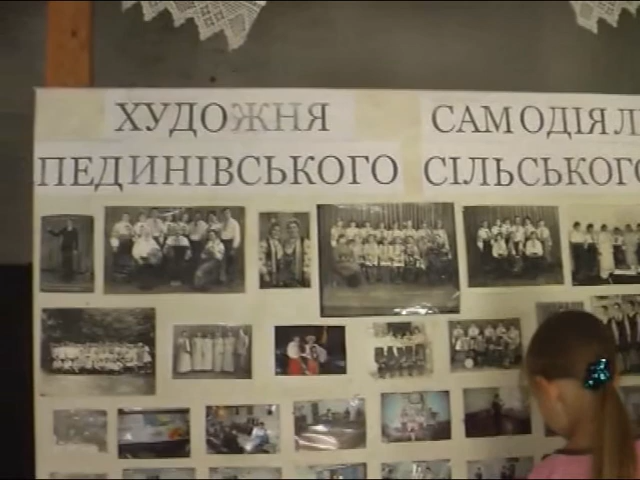 ХУДОЖНЯ САМОДІЯЛ
ПЕДИНІВСЬКОГО СІЛЬСЬКОГО